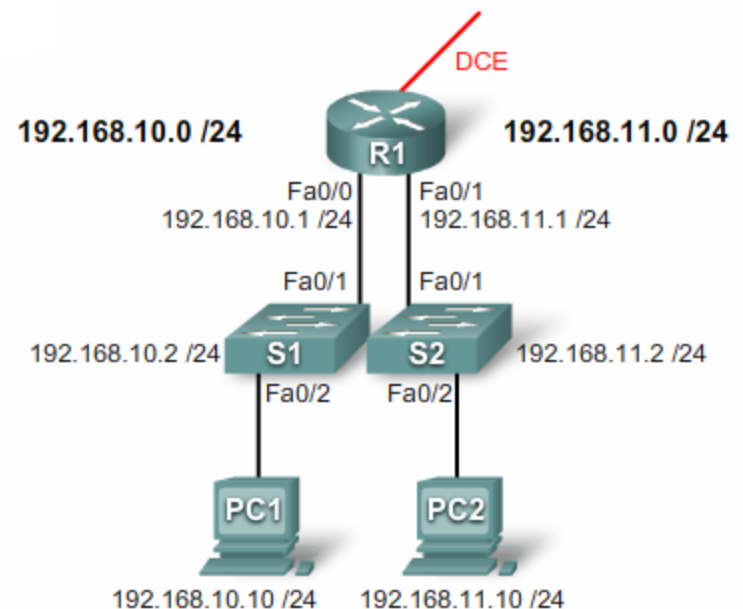 DCE
192.168.10.0 /24
192.168.11.0 /24
R1
Fa0/0
Fa0/1
192.168.10.1 /24
192.168.11.1 /24
Fa0/1
Fa0/1
192.168.10.2 /24
S1
S2
192.168.11.2 /24
Fa0/2
Fa0/2
PC1
PC2
192.168.10.10 /24
192.168.11.10 /24